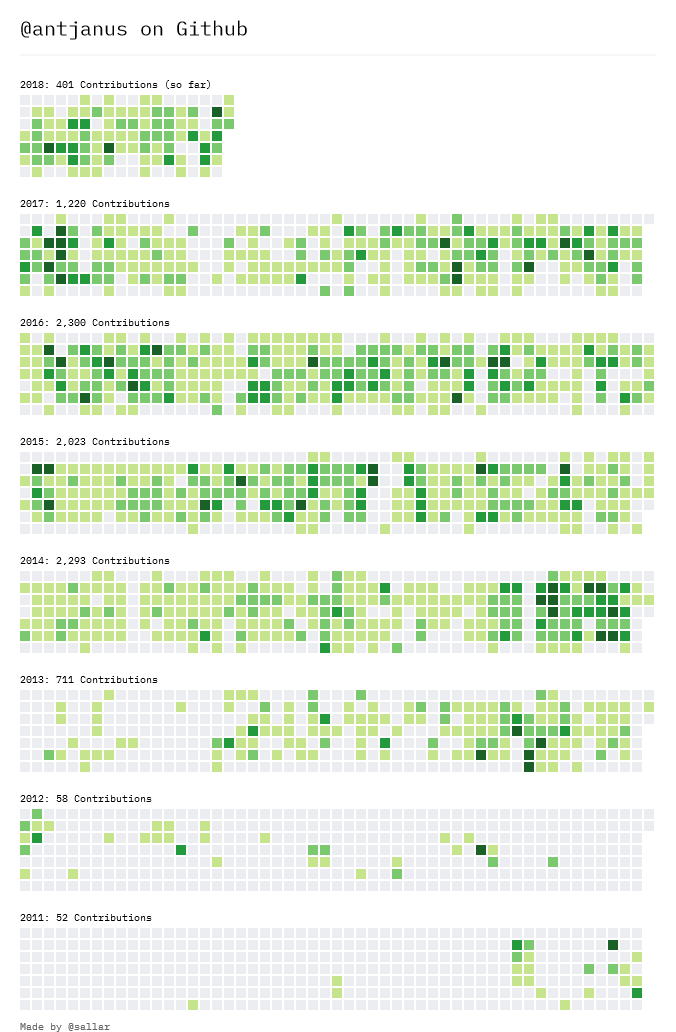 @antjanus on Github
2018: 401 Contributions (so far)
2017: 1,220 Contributions
2016: 2,300 Contributions
2015: 2,023 Contributions
2014: 2,293 Contributions
2013: 711 Contributions
2012: 58 Contributions
2011: 52 Contributions
Made by @sallar